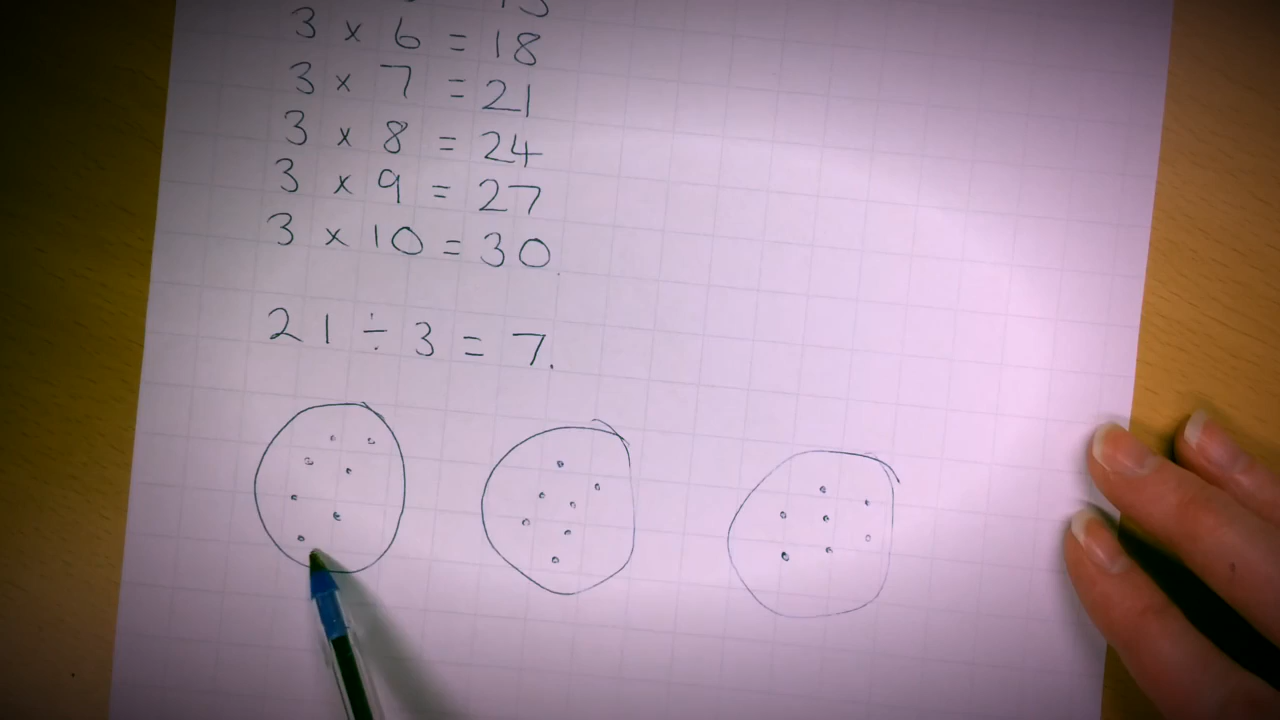 3 × 6 = 18
3 × 7 = 21
3 × 8 = 24
3 × 9 = 27
3 × 10 = 30
21 ÷ 3 = 7.